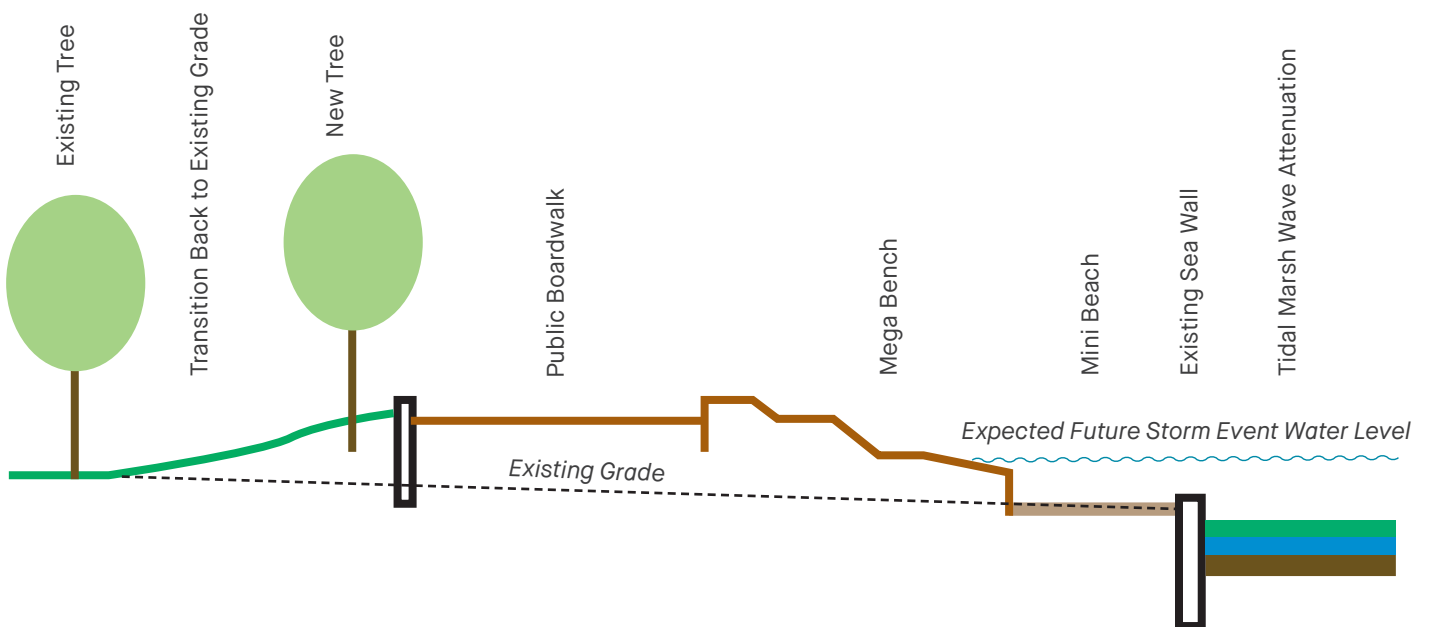 Existing Tree
Transition Back to Existing Grade
New Tree
Public Boardwalk
Mega Bench
Mini Beach
Existing Sea Wall
Tidal Marsh Wave Attenuation
Expected Future Storm Event Water Level
Existing Grade